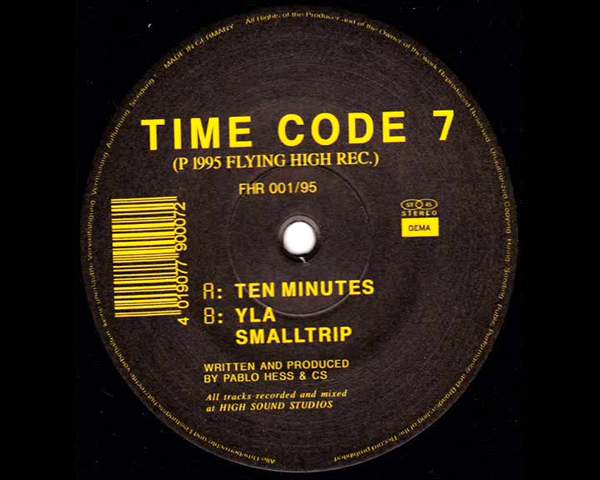 MADE IN GERMANY
All Rights of the Producer and of the Owner of the work Reproduced Reserved
TIME CODE 7
(P 1995 FLYING HIGH REC.)
FHR 001/95
ST 45
STEREO
GEMA
4 019077 900072
A: TEN MINUTES
B: YLA
SMALLTRIP
WRITTEN AND PRODUCED
BY PABLO HESS & CS
All tracks recorded and mixed
at HIGH SOUND STUDIOS